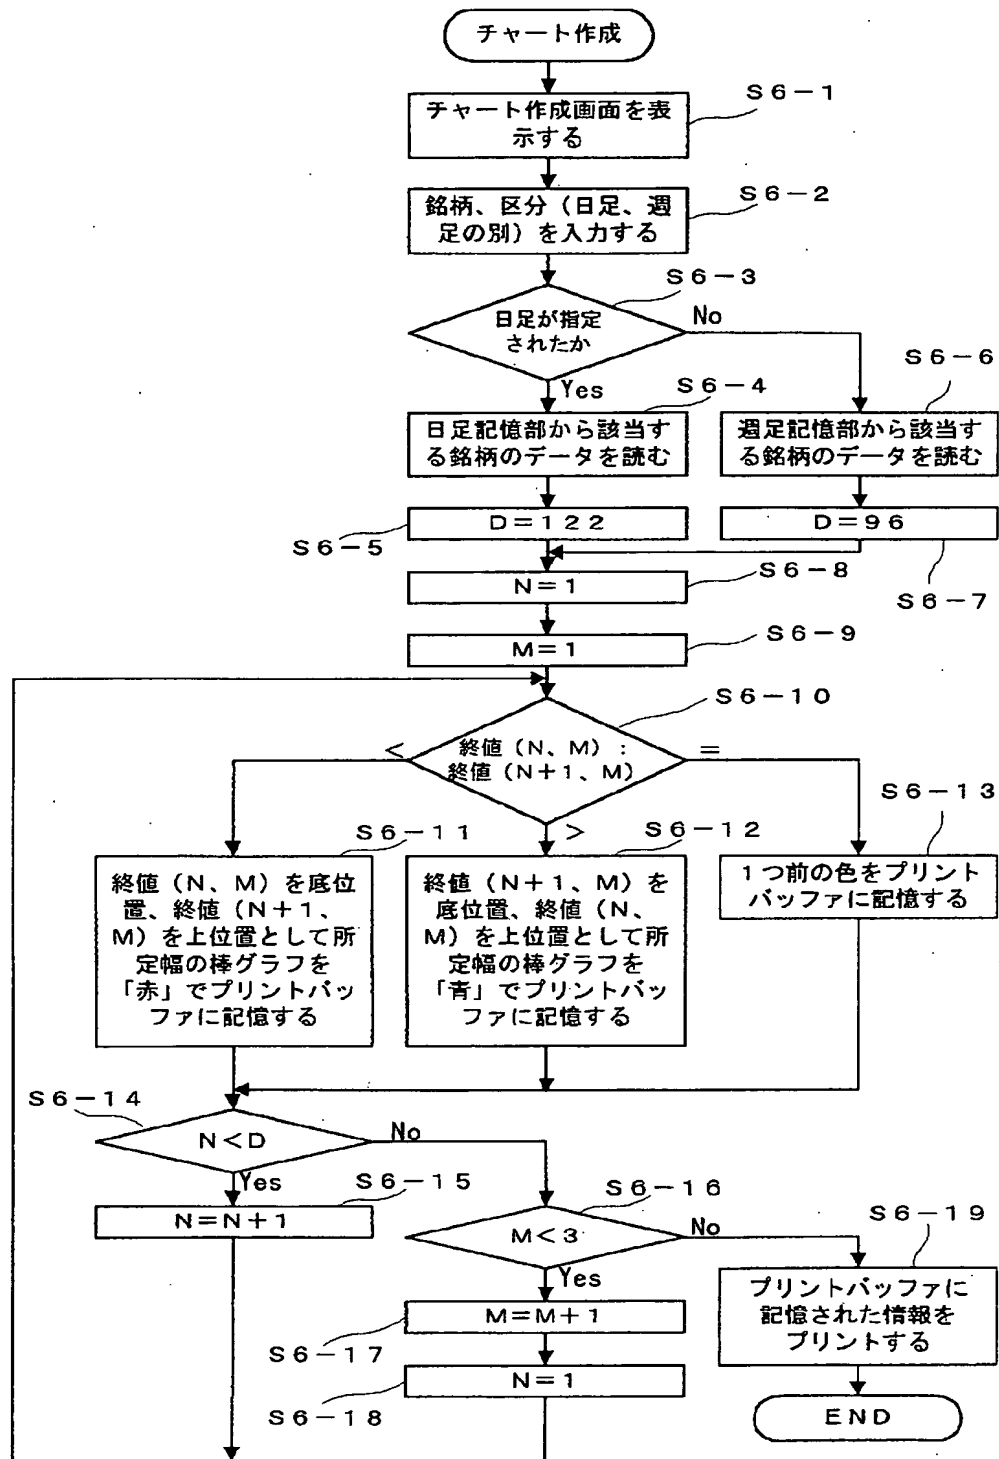 チャート作成
S6-1
チャート作成画面を表
示する
S6-2
銘柄、区分（日足、週
足の別）を入力する
S6-3
日足が指定
されたか
No
Yes
S6-4
S6-6
日足記憶部から該当す
る銘柄のデータを読む
週足記憶部から該当す
る銘柄のデータを読む
D=122
D=96
S6-5
S6-7
S6-8
N=1
S6-9
M=1
S6-10
終値（N、M）:
終値（N+1、M）
<
=
>
S6-11
S6-12
S6-13
終値（N、M）を底位
置、終値（N+1、
M）を上位置として所
定幅の棒グラフを
「赤」でプリントバッ
ファに記憶する
終値（N+1、M）を
底位置、終値（N、
M）を上位置として所
定幅の棒グラフを
「青」でプリントバッ
ファに記憶する
1つ前の色をプリント
バッファに記憶する
S6-14
N<D
No
Yes
S6-15
N=N+1
S6-16
M<3
No
Yes
S6-17
M=M+1
S6-18
N=1
S6-19
プリントバッファに
記憶された情報を
プリントする
END